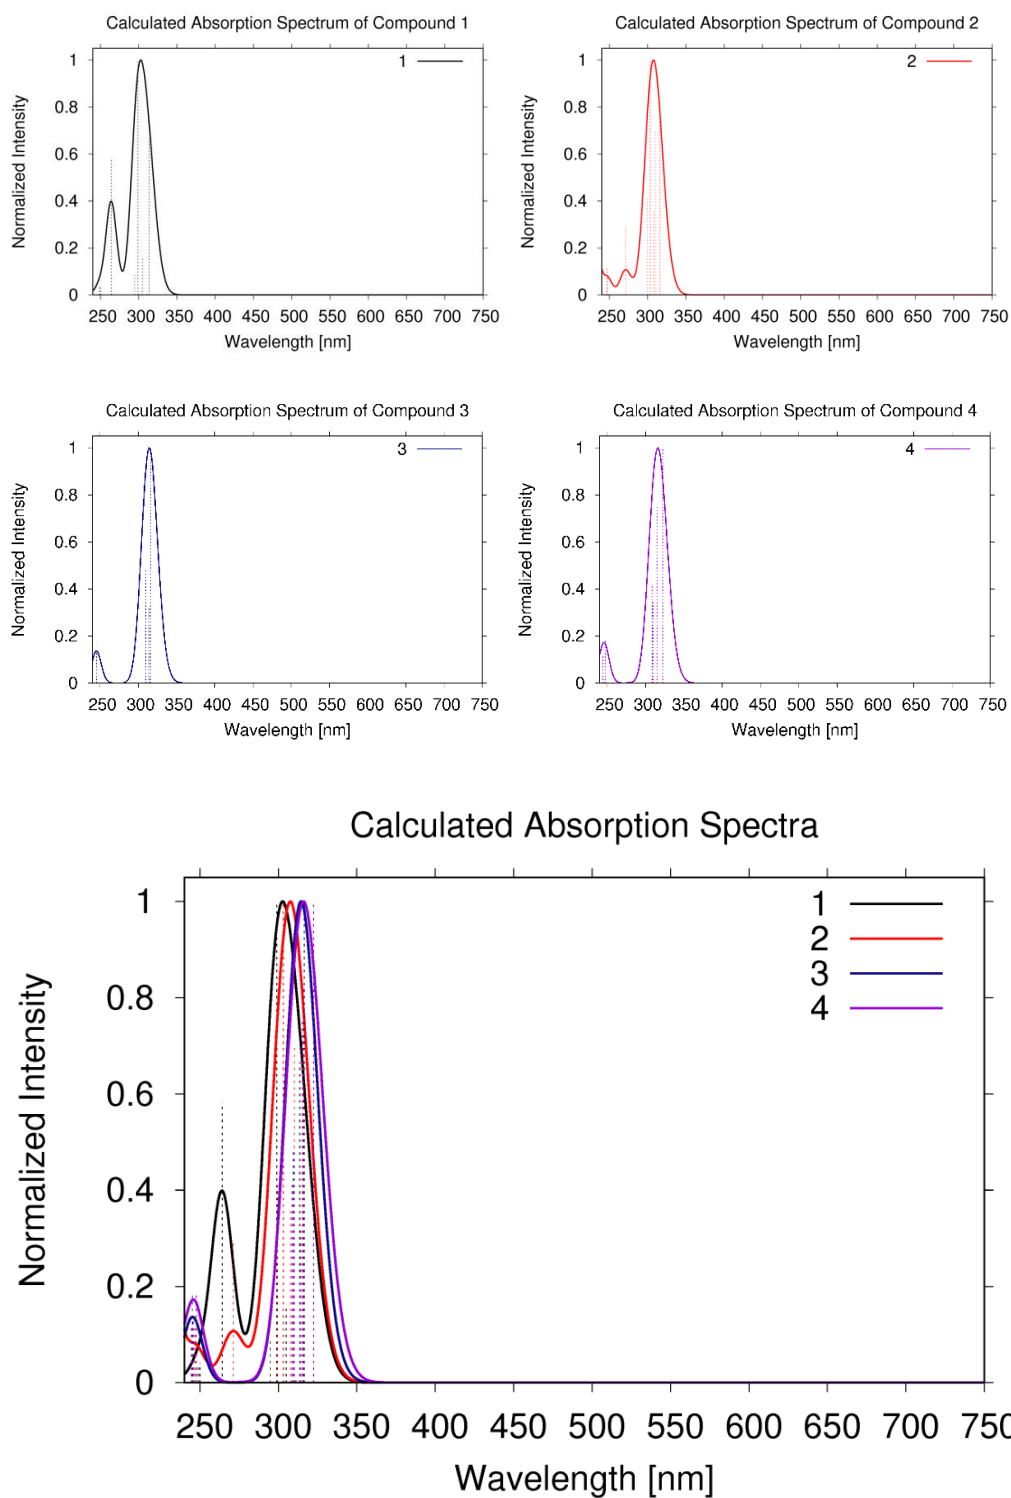 Calculated Absorption Spectrum of Compound 1
1
1
0.8
0.6
0.4
0.2
0
Normalized Intensity
250 300 350 400 450 500 550 600 650 700 750
Wavelength [nm]
Calculated Absorption Spectrum of Compound 2
2
1
0.8
0.6
0.4
0.2
0
Normalized Intensity
250 300 350 400 450 500 550 600 650 700 750
Wavelength [nm]
Calculated Absorption Spectrum of Compound 3
3
1
0.8
0.6
0.4
0.2
0
Normalized Intensity
250 300 350 400 450 500 550 600 650 700 750
Wavelength [nm]
Calculated Absorption Spectrum of Compound 4
4
1
0.8
0.6
0.4
0.2
0
Normalized Intensity
250 300 350 400 450 500 550 600 650 700 750
Wavelength [nm]
Calculated Absorption Spectra
1
2
3
4
1
0.8
0.6
0.4
0.2
0
Normalized Intensity
250 300 350 400 450 500 550 600 650 700 750
Wavelength [nm]